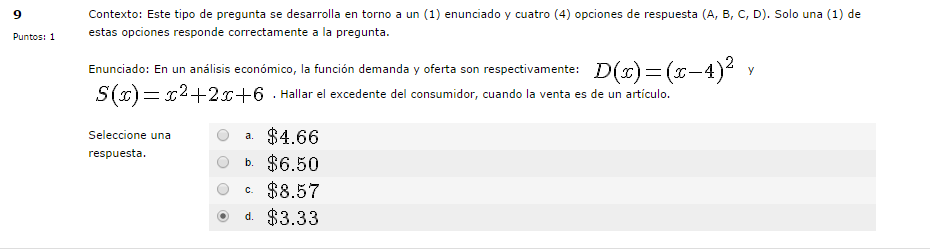 9
Puntos: 1
Contexto: Este tipo de pregunta se desarrolla en torno a un (1) enunciado y cuatro (4) opciones de respuesta (A, B, C, D). Solo una (1) de
estas opciones responde correctamente a la pregunta.
Enunciado: En un análisis económico, la función demanda y oferta son respectivamente: D(x)=(x−4)² y
S(x)=x²+2x+6 . Hallar el excedente del consumidor, cuando la venta es de un artículo.
Seleccione una
respuesta.
a. $4.66
b. $6.50
c. $8.57
d. $3.33